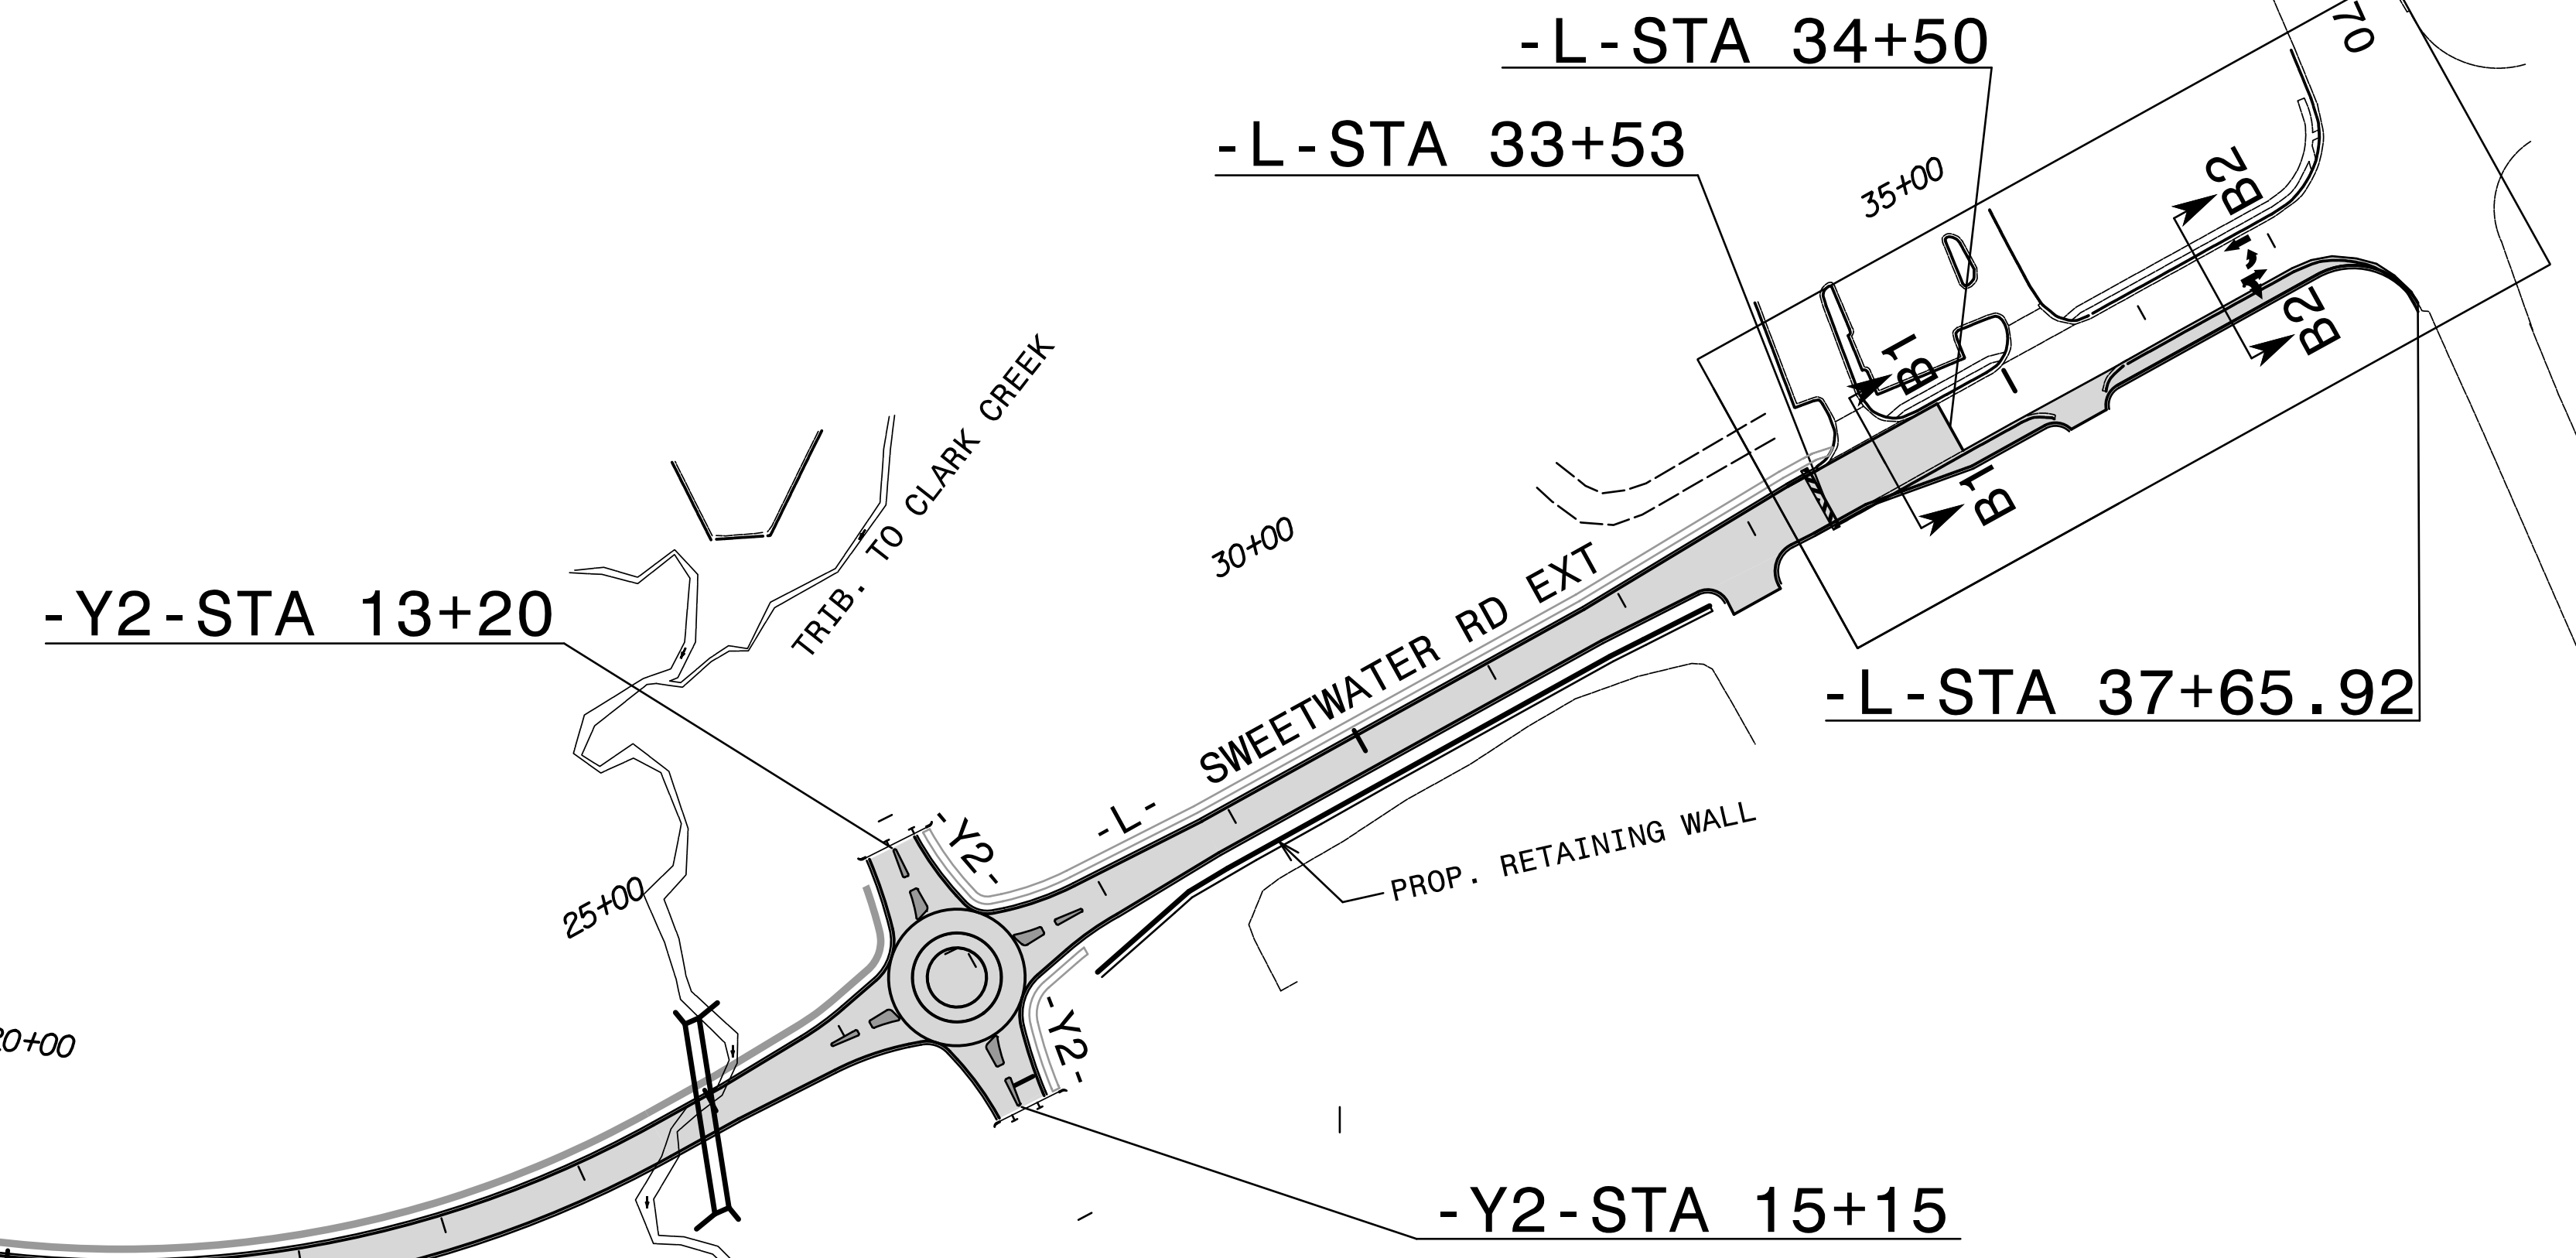 -L-STA 34+50
70
-L-STA 33+53
35+00
B2
B2
B1
B1
TRIB. TO CLARK CREEK
30+00
-Y2-STA 13+20
-L- SWEETWATER RD EXT
-L-STA 37+65.92
-Y2-
PROP. RETAINING WALL
25+00
-Y2-
20+00
-Y2-STA 15+15